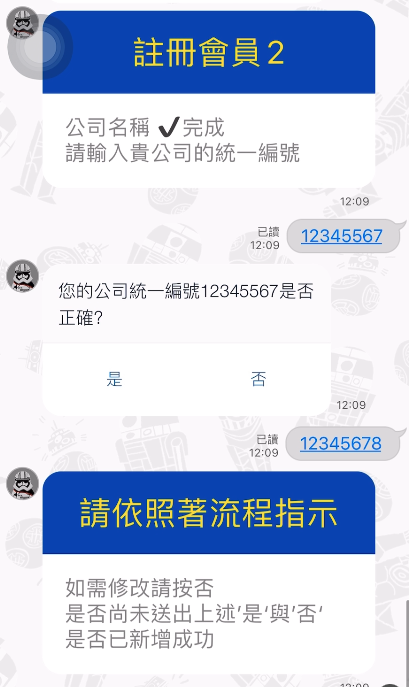 註冊會員2
公司名稱 ✔完成
請輸入貴公司的統一編號
12:09
已讀
12:09
12345567
您的公司統一編號12345567是否
正確?
是
否
12:09
已讀
12:09
12345678
請依照著流程指示
如需修改請按否
是否尚未送出上述'是'與'否'
是否已新增成功
12:09